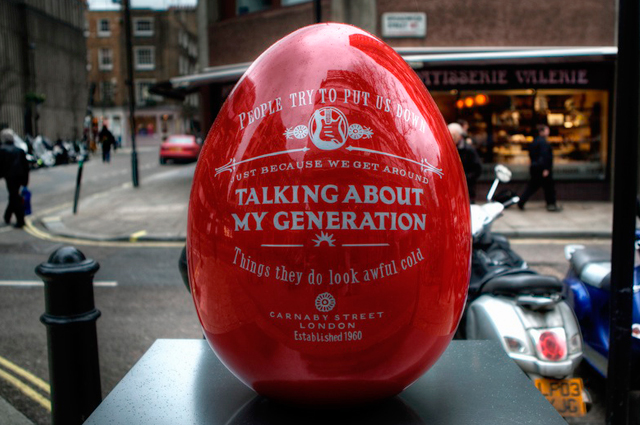 PEOPLE TRY TO PUT US DOWN
JUST BECAUSE WE GET AROUND
TALKING ABOUT
MY GENERATION
Things they do look awful cold
CARNABY STREET
LONDON
Established 1960
PATISSERIE VALERIE
LP03